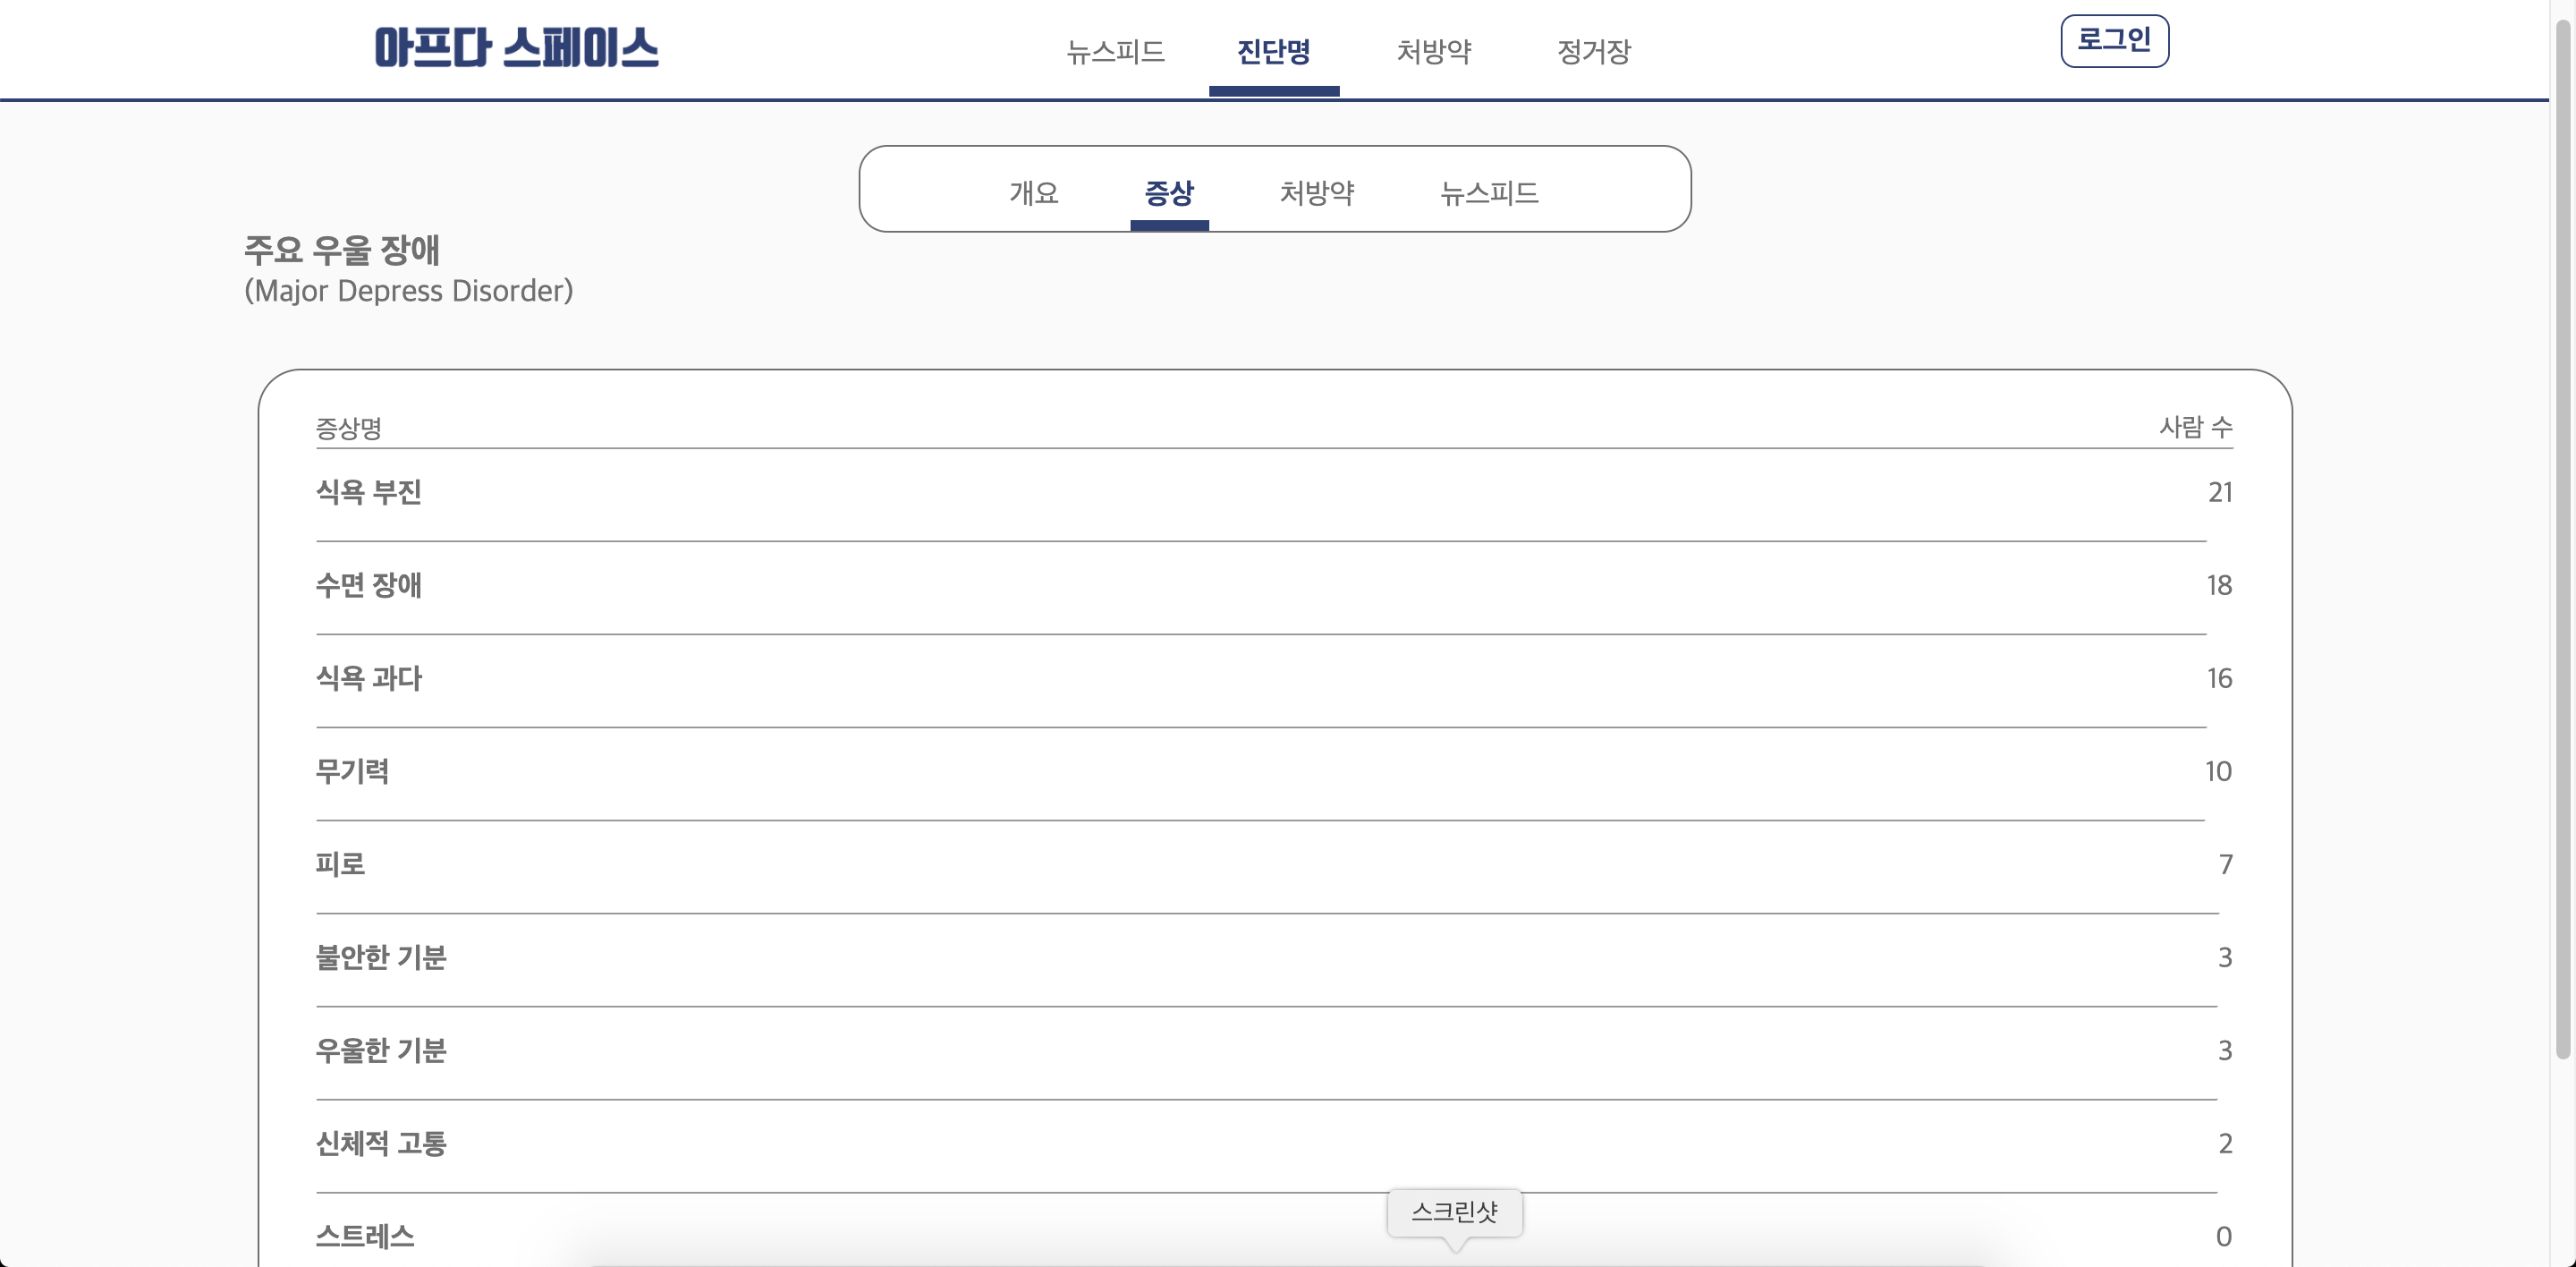 아프다 스페이스
뉴스피드 진단명 처방약 정거장
로그인
개요 증상 처방약 뉴스피드
주요 우울 장애
(Major Depress Disorder)
증상명 사람 수
식욕 부진 21
수면 장애 18
식욕 과다 16
무기력 10
피로 7
불안한 기분 3
우울한 기분 3
신체적 고통 2
스크린샷
스트레스 0